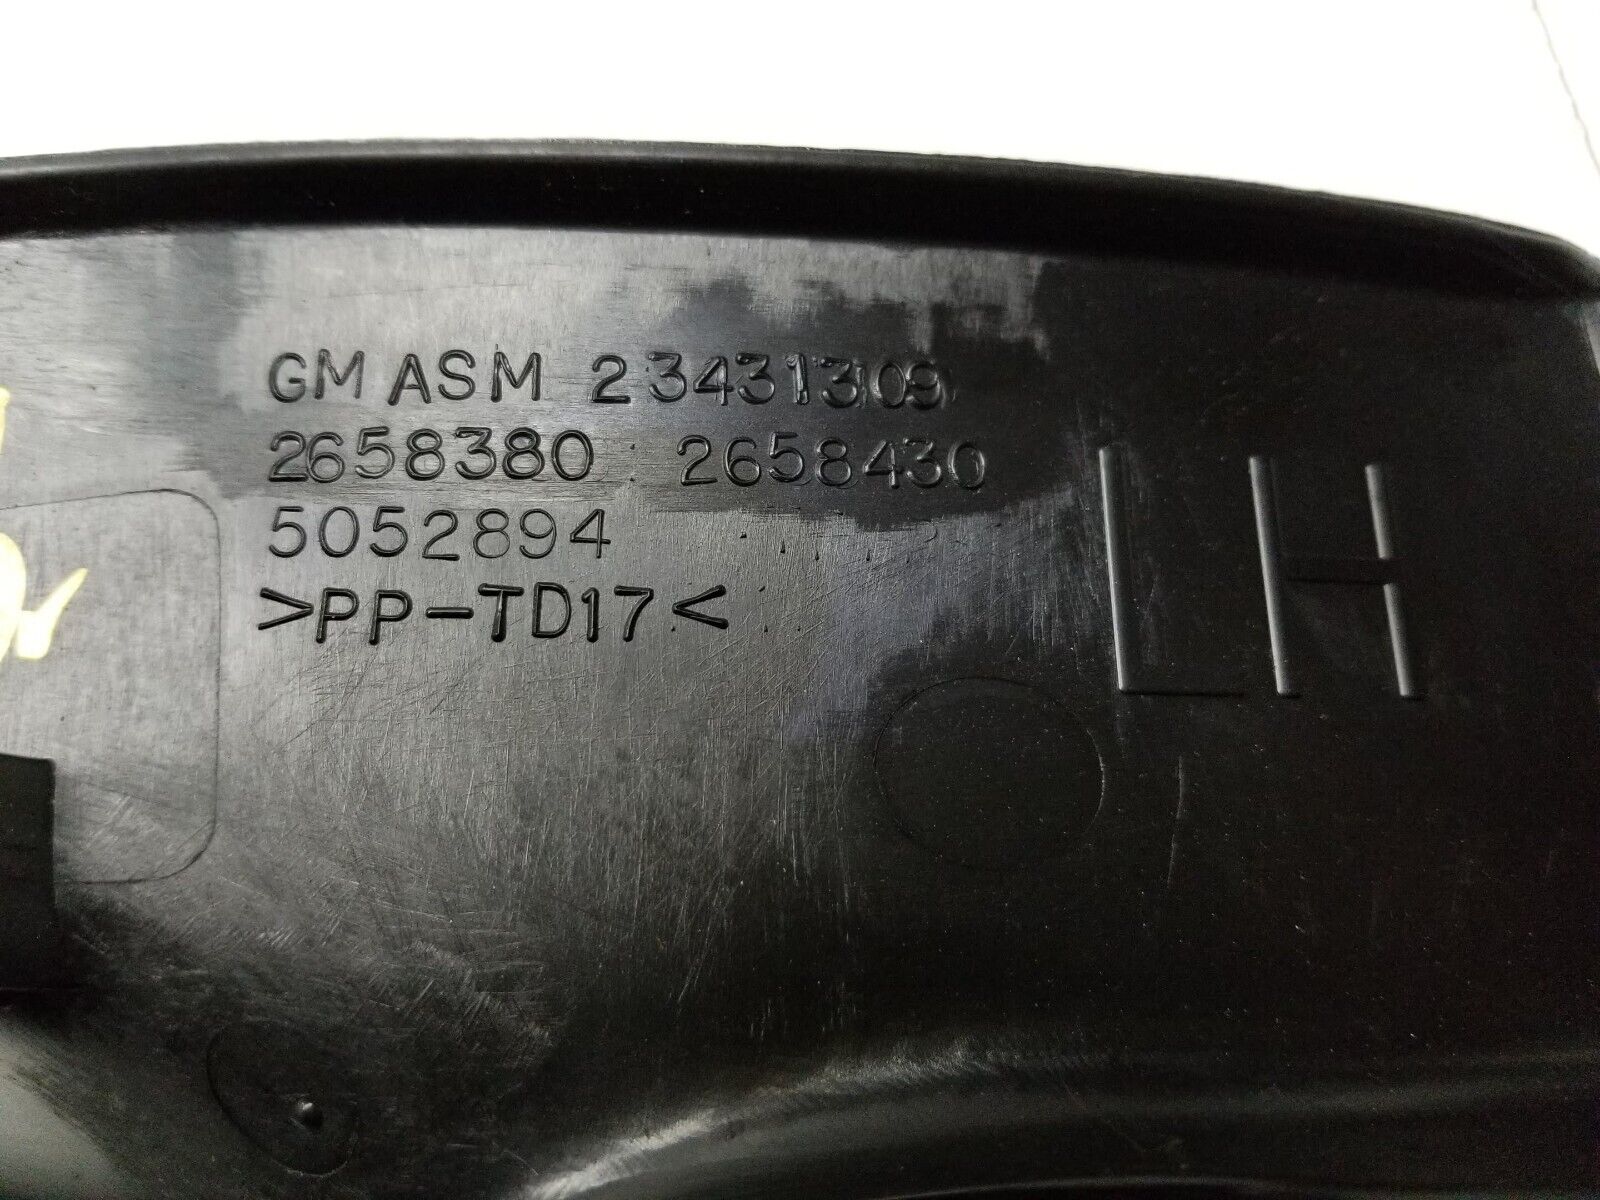 GM ASM 23431309
2658380 2658430
5052894
>PP-TD17<
LH